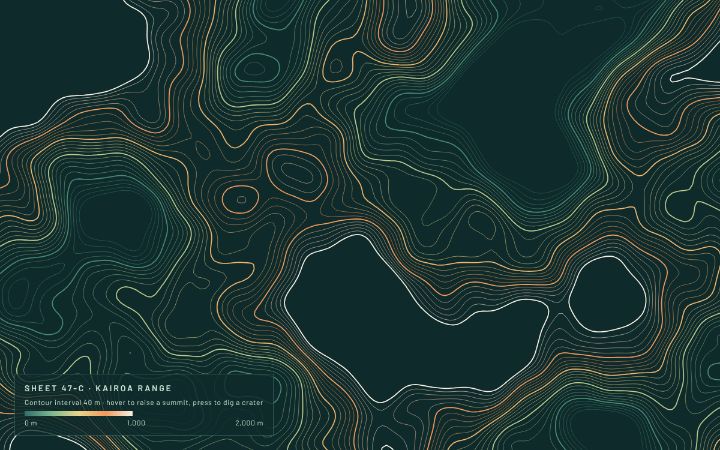 SHEET 47-C · KAIROA RANGE
Contour interval 40 m · hover to raise a summit, press to dig a crater
0 m 1,000 2,000 m